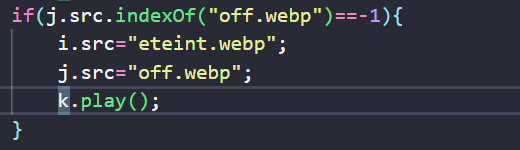 if(j.src.indexOf("off.webp")==-1){
i.src="eteint.webp";
j.src="off.webp";
k.play();
}